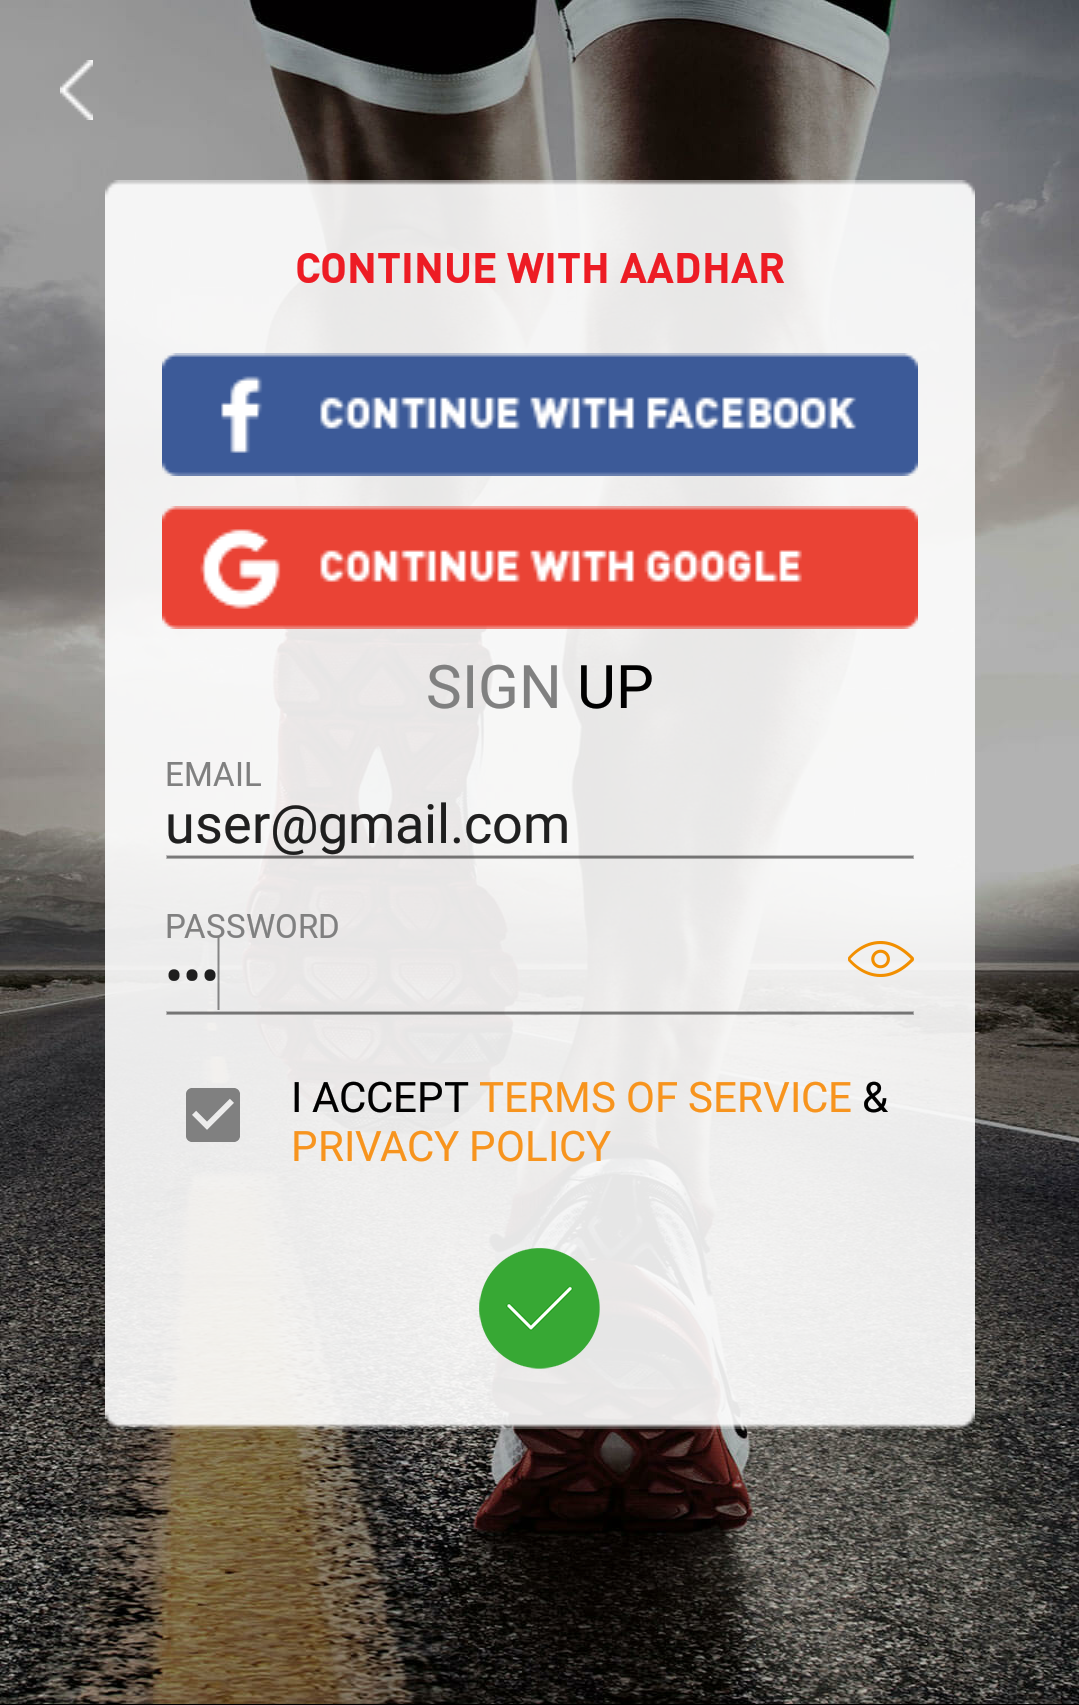 CONTINUE WITH AADHAR
CONTINUE WITH FACEBOOK
CONTINUE WITH GOOGLE
SIGN UP
EMAIL
user@gmail.com
PASSWORD
•••
I ACCEPT TERMS OF SERVICE &
PRIVACY POLICY